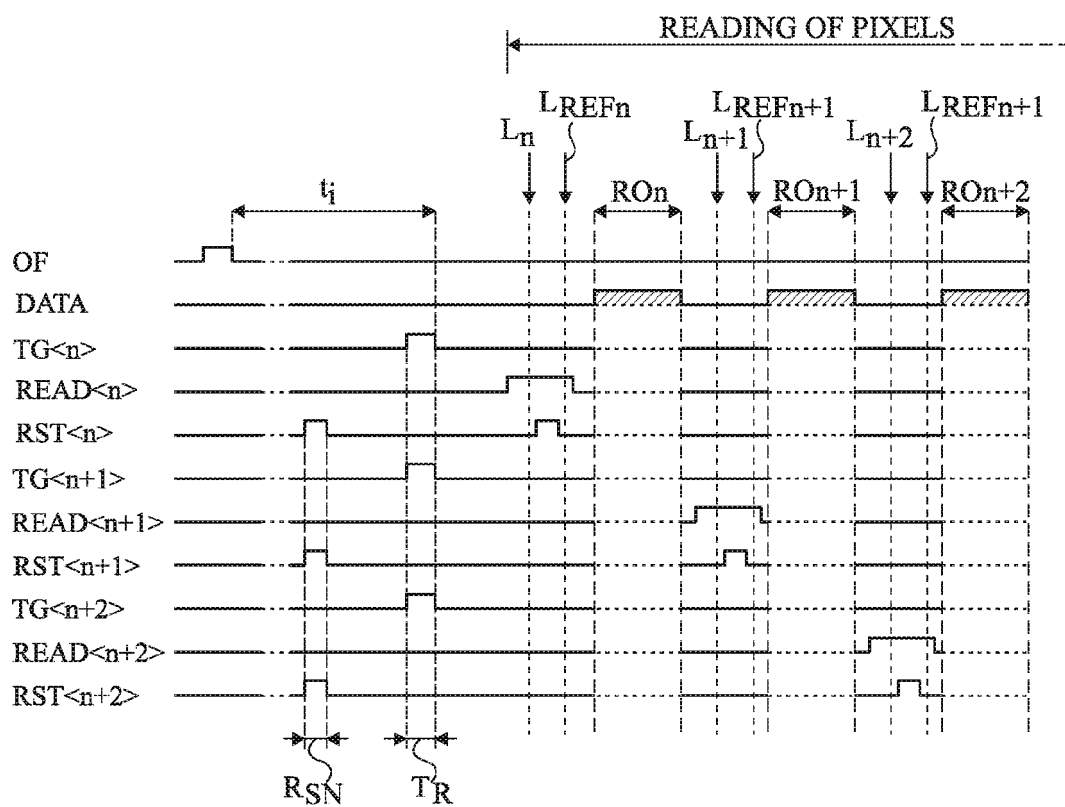 READING OF PIXELS
L_REFn L_REFn+1 L_REFn+1
L_n L_n+1 L_n+2
t_i ROn ROn+1 ROn+2
OF
DATA
TG<n>
READ<n>
RST<n>
TG<n+1>
READ<n+1>
RST<n+1>
TG<n+2>
READ<n+2>
RST<n+2>
R_SN T_R